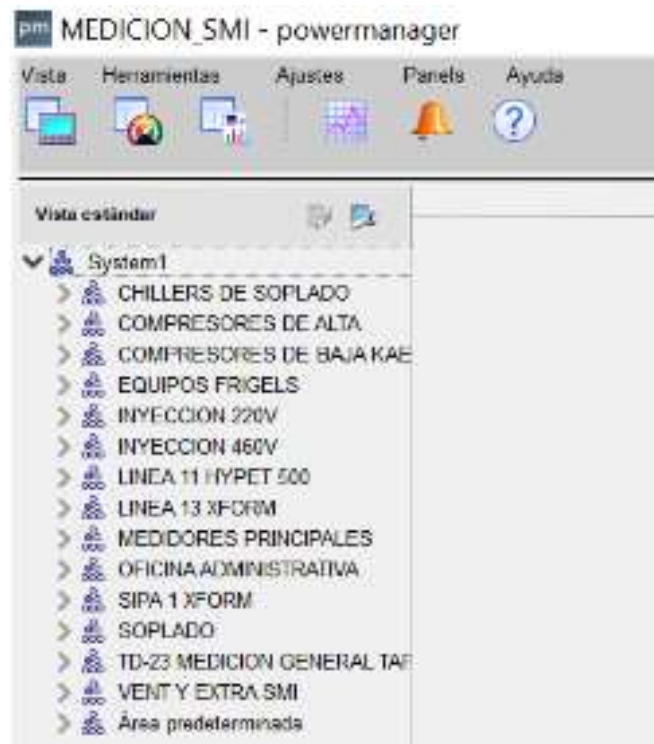 pm MEDICION_SMI - powermanager
Vista Herramientas Ajustes Panels Ayuda
Vista estándar
System1
CHILLERS DE SOPLADO
COMPRESORES DE ALTA
COMPRESORES DE BAJA KAE
EQUIPOS FRIGELS
INYECCION 220V
INYECCION 460V
LINEA 11 HYPET 500
LINEA 13 XFORM
MEDIDORES PRINCIPALES
OFICINA ADMINISTRATIVA
SIPA 1 XFORM
SOPLADO
TD-23 MEDICION GENERAL TAF
VENT Y EXTRA SMI
Área predeterminada